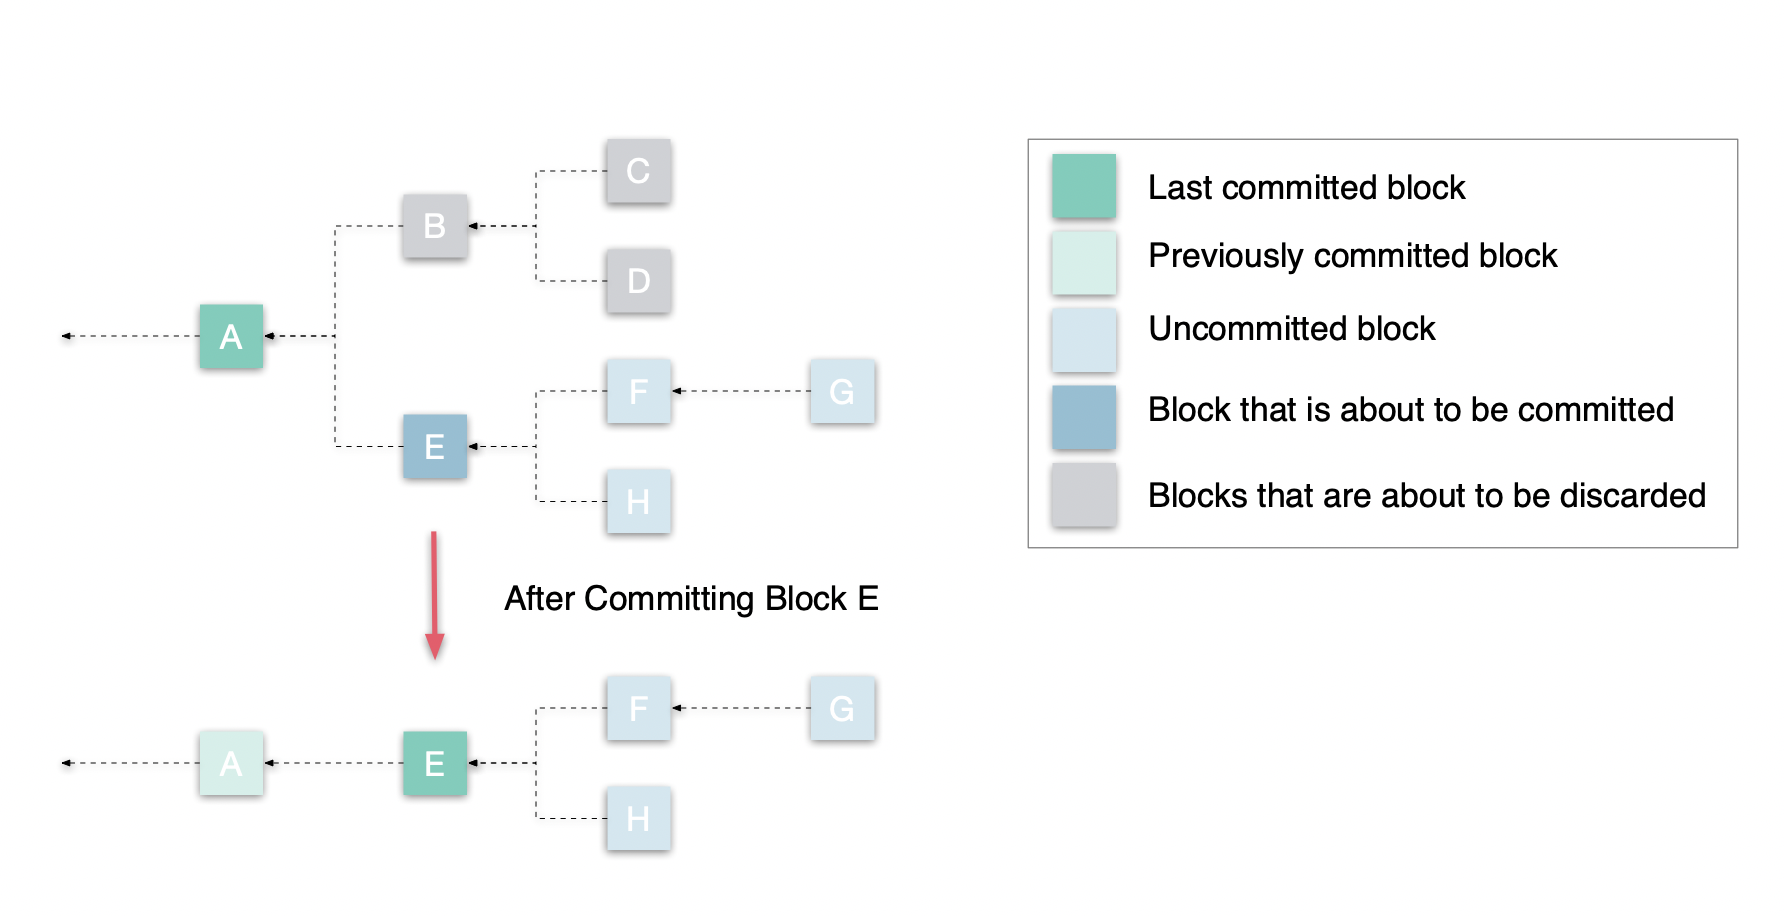 C
B
D
A
F
G
E
H
After Committing Block E
F
G
A
E
H
Last committed block
Previously committed block
Uncommitted block
Block that is about to be committed
Blocks that are about to be discarded